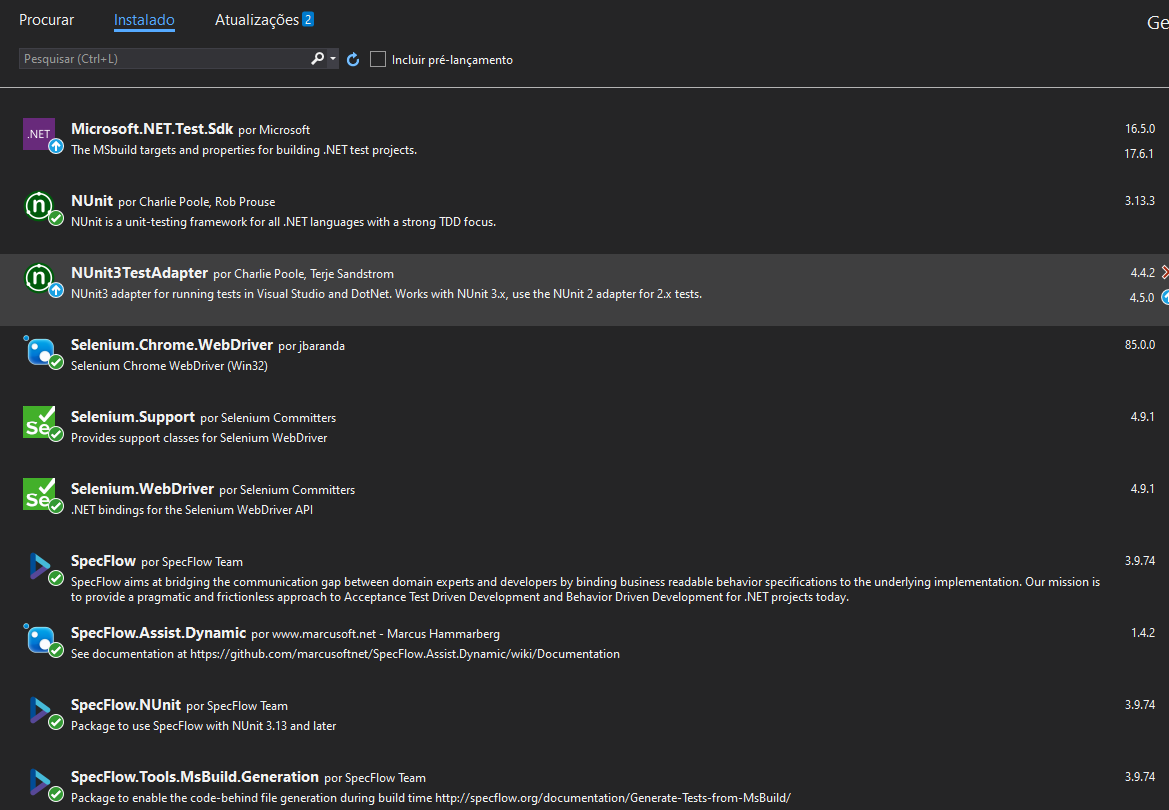 Procurar Instalado Atualizações 2 Ge
Pesquisar (Ctrl+L) Incluir pré-lançamento
.NET Microsoft.NET.Test.Sdk por Microsoft 16.5.0
The MSbuild targets and properties for building .NET test projects. 17.6.1
n NUnit por Charlie Poole, Rob Prouse 3.13.3
NUnit is a unit-testing framework for all .NET languages with a strong TDD focus.
n NUnit3TestAdapter por Charlie Poole, Terje Sandstrom 4.4.2
NUnit3 adapter for running tests in Visual Studio and DotNet. Works with NUnit 3.x, use the NUnit 2 adapter for 2.x tests. 4.5.0
Selenium.Chrome.WebDriver por jbaranda 85.0.0
Selenium Chrome WebDriver (Win32)
Se Selenium.Support por Selenium Committers 4.9.1
Provides support classes for Selenium WebDriver
Se Selenium.WebDriver por Selenium Committers 4.9.1
.NET bindings for the Selenium WebDriver API
SpecFlow por SpecFlow Team 3.9.74
SpecFlow aims at bridging the communication gap between domain experts and developers by binding business readable behavior specifications to the underlying implementation. Our mission is
to provide a pragmatic and frictionless approach to Acceptance Test Driven Development and Behavior Driven Development for .NET projects today.
SpecFlow.Assist.Dynamic por www.marcusoft.net - Marcus Hammarberg 1.4.2
See documentation at https://github.com/marcusoftnet/SpecFlow.Assist.Dynamic/wiki/Documentation
SpecFlow.NUnit por SpecFlow Team 3.9.74
Package to use SpecFlow with NUnit 3.13 and later
SpecFlow.Tools.MsBuild.Generation por SpecFlow Team 3.9.74
Package to enable the code-behind file generation during build time http://specflow.org/documentation/Generate-Tests-from-MsBuild/